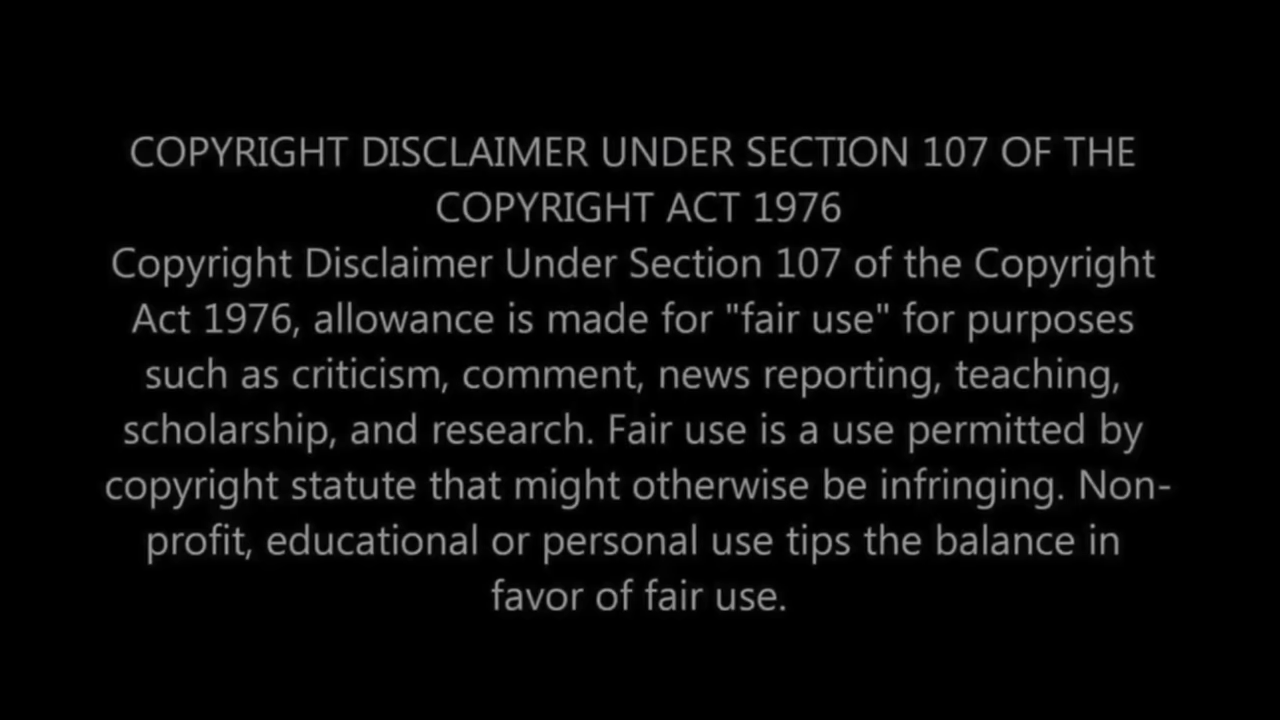 COPYRIGHT DISCLAIMER UNDER SECTION 107 OF THE
COPYRIGHT ACT 1976
Copyright Disclaimer Under Section 107 of the Copyright
Act 1976, allowance is made for "fair use" for purposes
such as criticism, comment, news reporting, teaching,
scholarship, and research. Fair use is a use permitted by
copyright statute that might otherwise be infringing. Non-
profit, educational or personal use tips the balance in
favor of fair use.